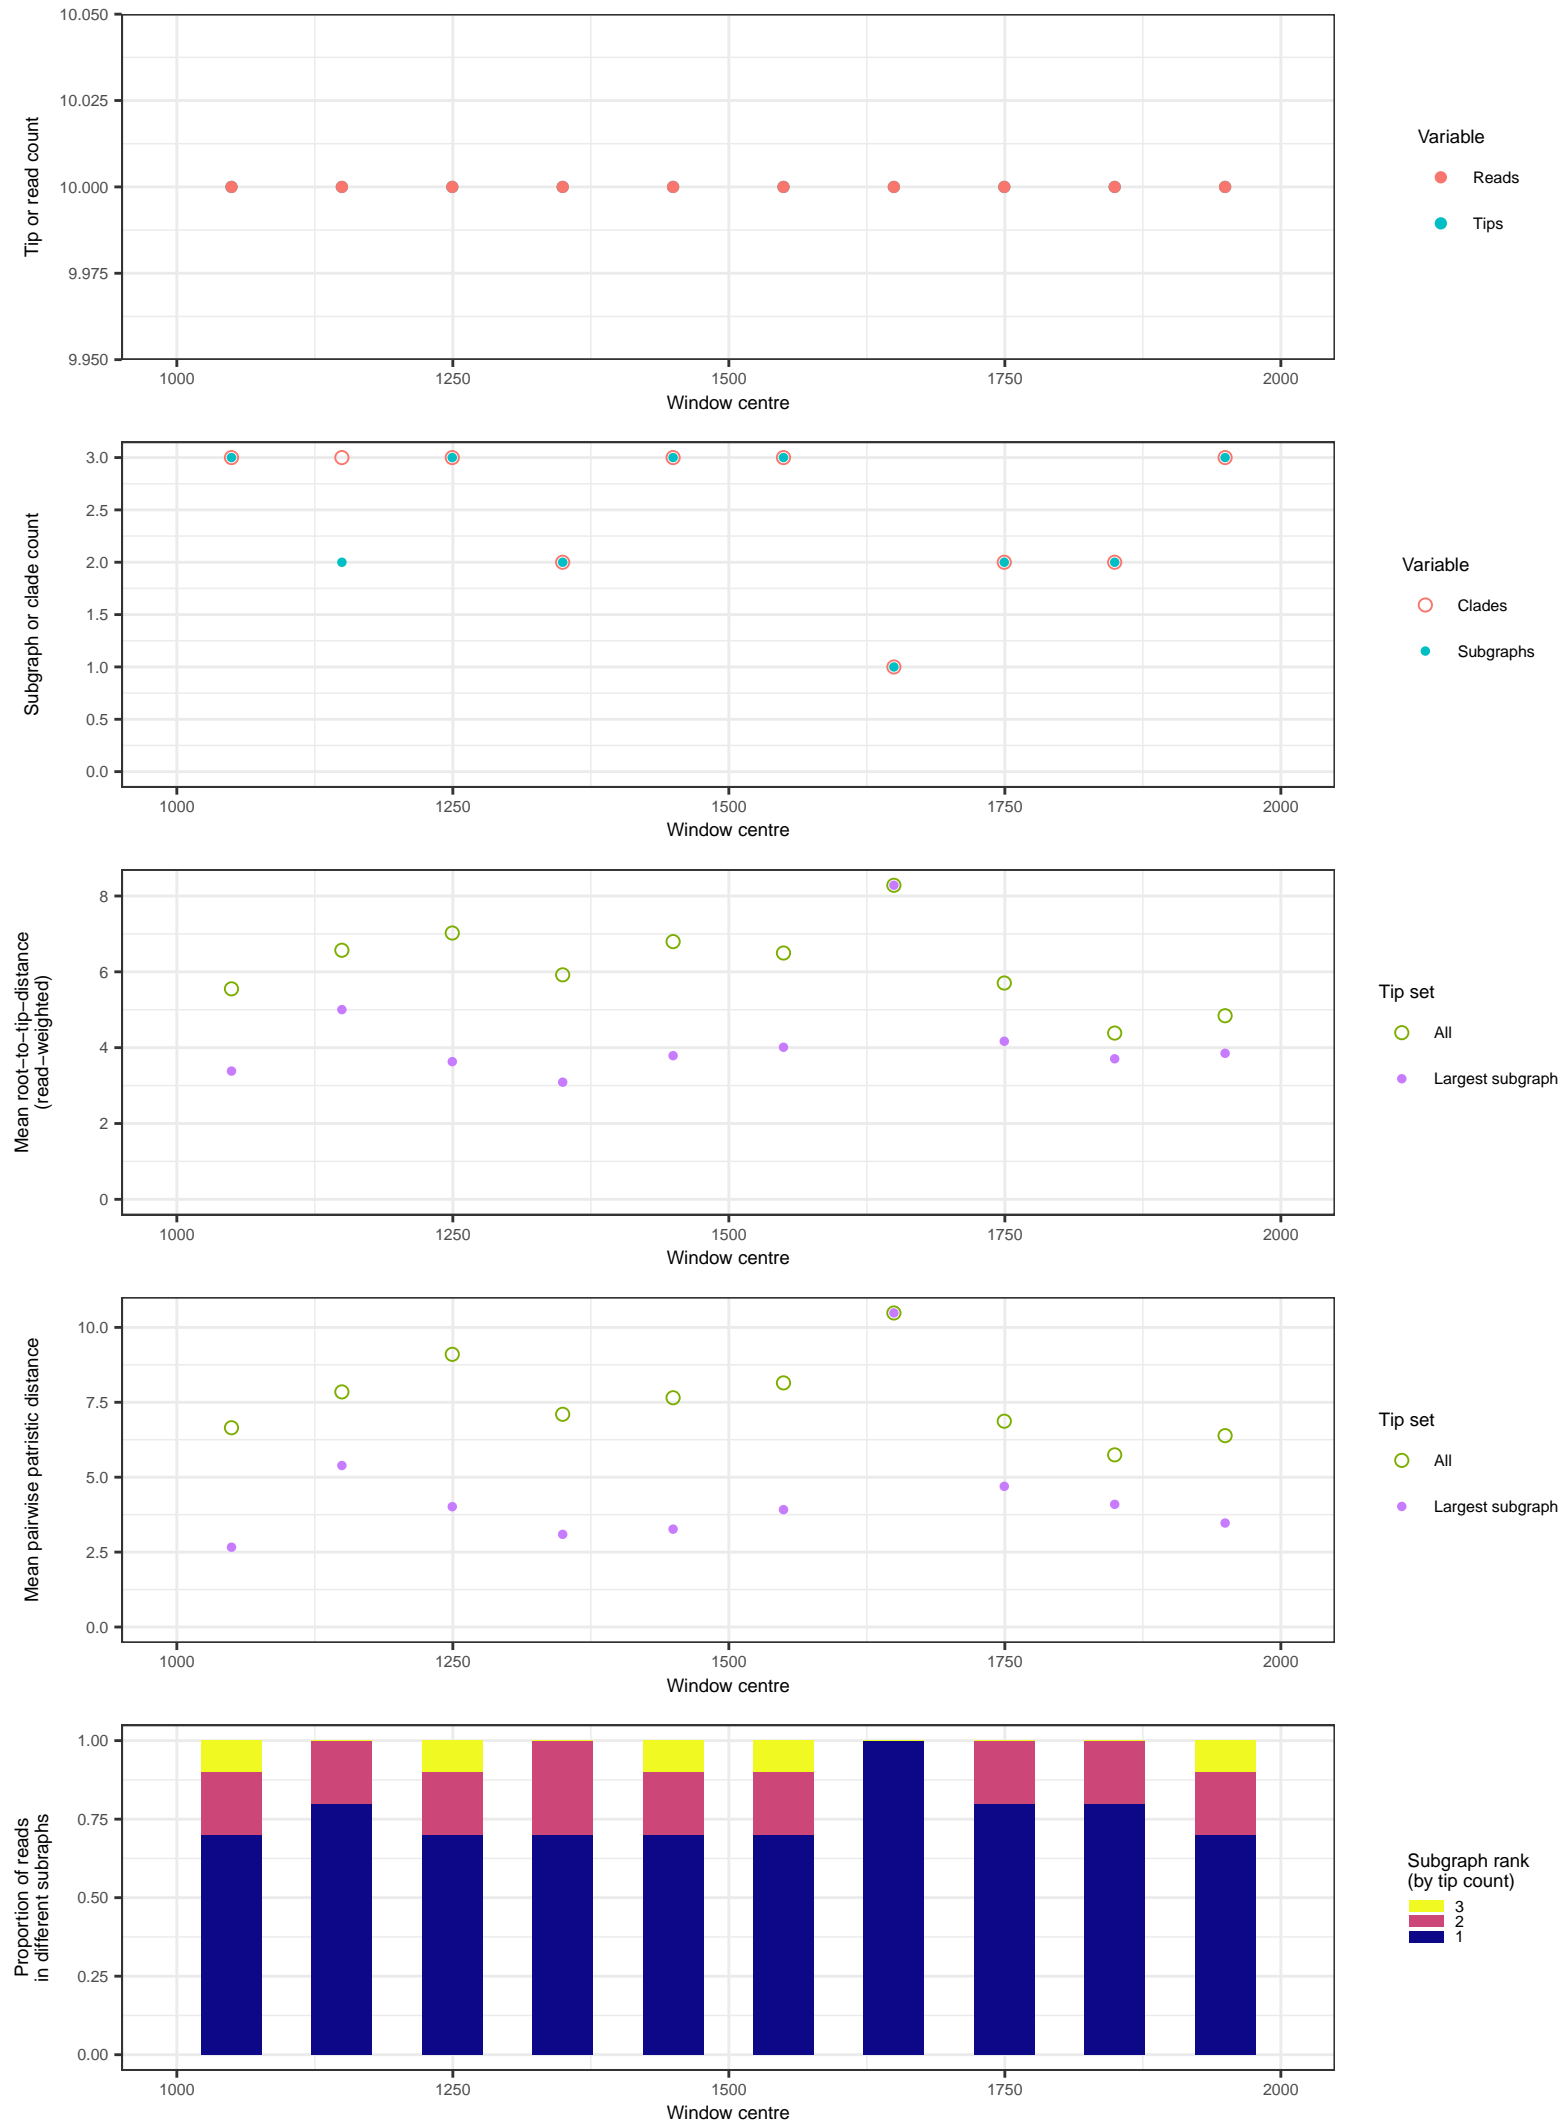 10.050
10.025
10.000
9.975
9.950
Tip or read count
1000 1250 1500 1750 2000
Window centre
Variable
Reads
Tips
3.0
2.5
2.0
1.5
1.0
0.5
0.0
Subgraph or clade count
1000 1250 1500 1750 2000
Window centre
Variable
Clades
Subgraphs
8
6
4
2
0
Mean root−to−tip−distance
(read−weighted)
1000 1250 1500 1750 2000
Window centre
Tip set
All
Largest subgraph
10.0
7.5
5.0
2.5
0.0
Mean pairwise patristic distance
1000 1250 1500 1750 2000
Window centre
Tip set
All
Largest subgraph
1.00
0.75
0.50
0.25
0.00
Proportion of reads
in different subraphs
1000 1250 1500 1750 2000
Window centre
Subgraph rank
(by tip count)
3
2
1